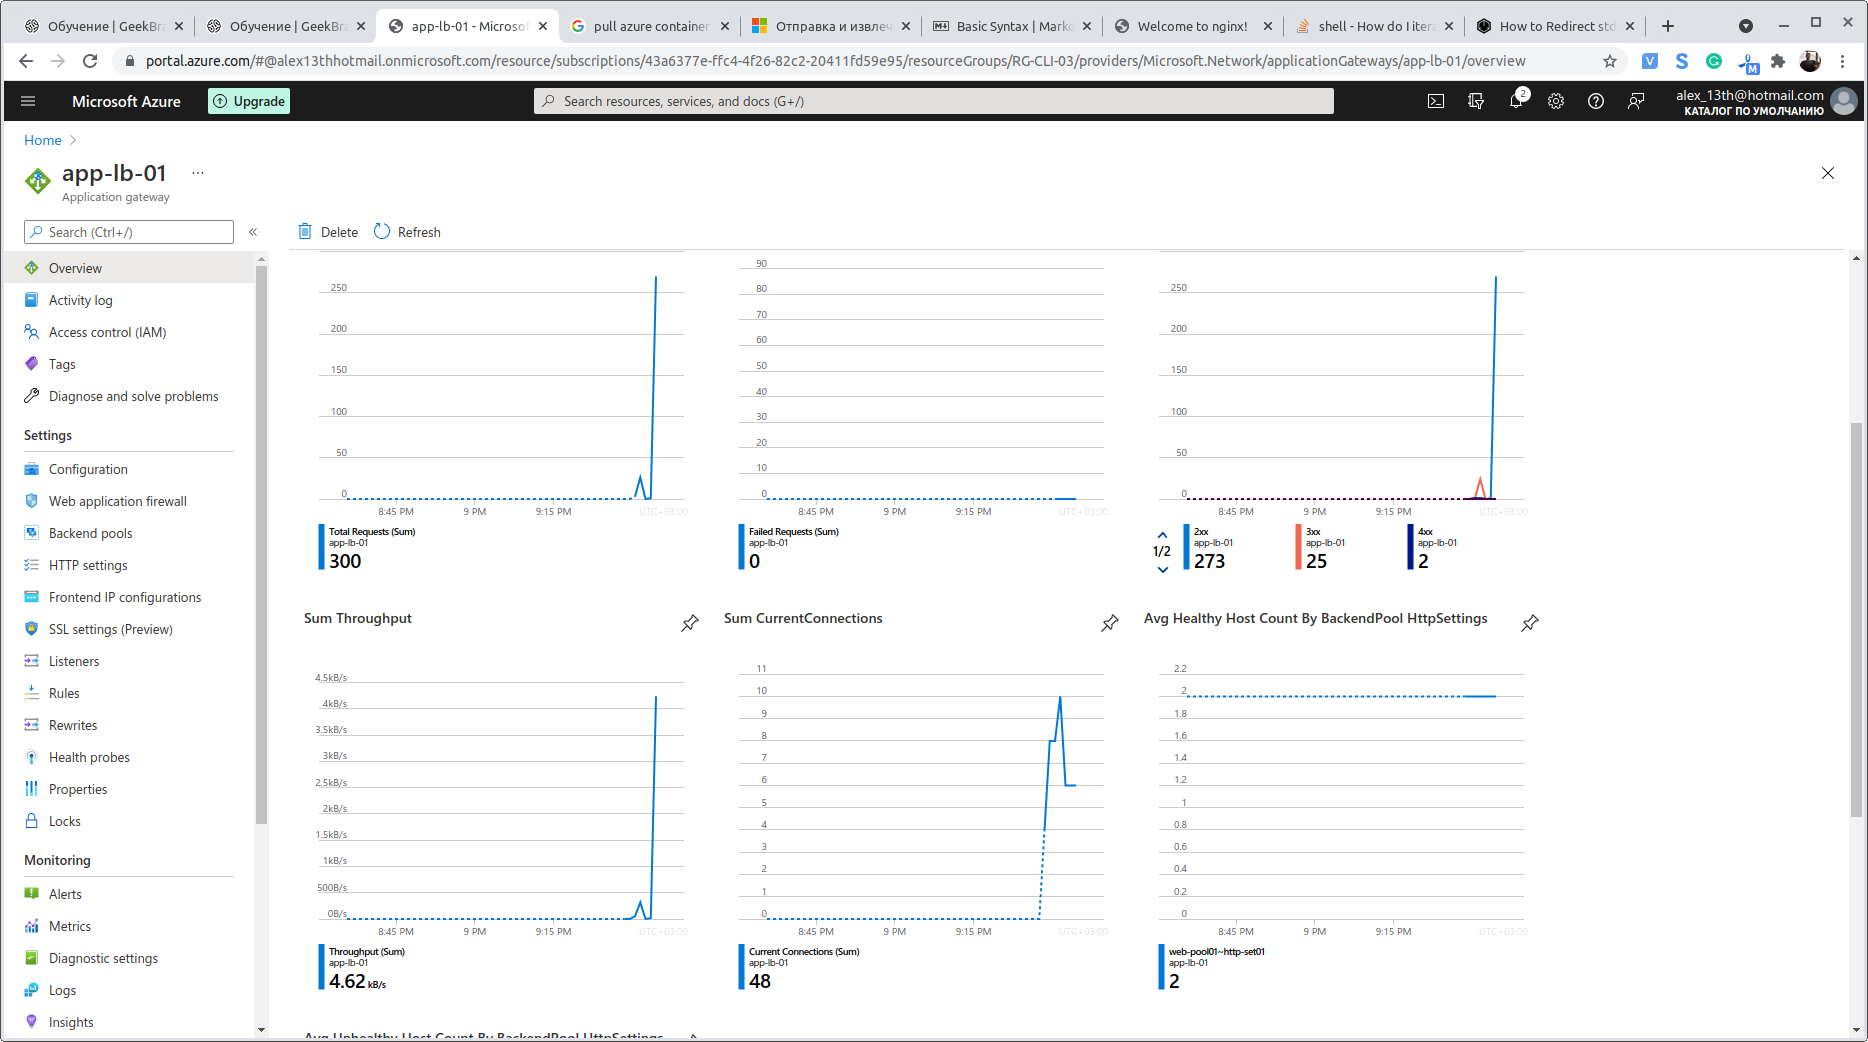 Обучение | GeekBra
Обучение | GeekBra
app-lb-01 - Microsof
pull azure container
Отправка и извлеч
Basic Syntax | Markd
Welcome to nginx!
shell - How do I itera
How to Redirect std
portal.azure.com/#@alex13thhotmail.onmicrosoft.com/resource/subscriptions/43a6377e-ffc4-4f26-82c2-20411fd59e95/resourceGroups/RG-CLI-03/providers/Microsoft.Network/applicationGateways/app-lb-01/overview
Microsoft Azure
Upgrade
Search resources, services, and docs (G+/)
2
alex_13th@hotmail.com
КАТАЛОГ ПО УМОЛЧАНИЮ
Home
app-lb-01
...
Application gateway
Search (Ctrl+/)
«
Delete
Refresh
Overview
Activity log
Access control (IAM)
Tags
Diagnose and solve problems
Settings
Configuration
Web application firewall
Backend pools
HTTP settings
Frontend IP configurations
SSL settings (Preview)
Listeners
Rules
Rewrites
Health probes
Properties
Locks
Monitoring
Alerts
Metrics
Diagnostic settings
Logs
Insights
250
200
150
100
50
0
8:45 PM
9 PM
9:15 PM
UTC+03:00
Total Requests (Sum)
app-lb-01
300
90
80
70
60
50
40
30
20
10
0
8:45 PM
9 PM
9:15 PM
UTC+03:00
Failed Requests (Sum)
app-lb-01
0
250
200
150
100
50
0
8:45 PM
9 PM
9:15 PM
UTC+03:00
1/2
2xx
app-lb-01
273
3xx
app-lb-01
25
4xx
app-lb-01
2
Sum Throughput
4.5kB/s
4kB/s
3.5kB/s
3kB/s
2.5kB/s
2kB/s
1.5kB/s
1kB/s
500B/s
0B/s
8:45 PM
9 PM
9:15 PM
UTC+03:00
Throughput (Sum)
app-lb-01
4.62 kB/s
Sum CurrentConnections
11
10
9
8
7
6
5
4
3
2
1
0
8:45 PM
9 PM
9:15 PM
UTC+03:00
Current Connections (Sum)
app-lb-01
48
Avg Healthy Host Count By BackendPool HttpSettings
2.2
2
1.8
1.6
1.4
1.2
1
0.8
0.6
0.4
0.2
0
8:45 PM
9 PM
9:15 PM
UTC+03:00
web-pool01~http-set01
app-lb-01
2
Avg Unhealthy Host Count By BackendPool HttpSettings